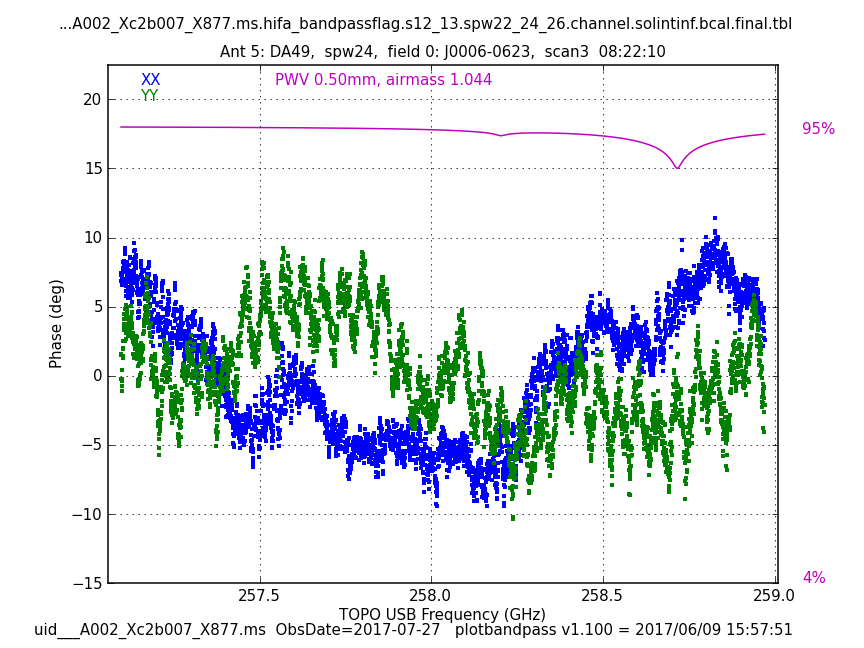 ...A002_Xc2b007_X877.ms.hifa_bandpassflag.s12_13.spw22_24_26.channel.solintinf.bcal.final.tbl
Ant 5: DA49,  spw24,  field 0: J0006-0623,  scan3  08:22:10
XX
YY
PWV 0.50mm, airmass 1.044
95%
4%
Phase (deg)
20
15
10
5
0
−5
−10
−15
257.5
258.0
258.5
259.0
TOPO USB Frequency (GHz)
uid___A002_Xc2b007_X877.ms  ObsDate=2017-07-27   plotbandpass v1.100 = 2017/06/09 15:57:51